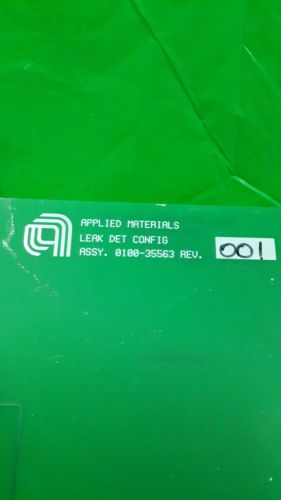 APPLIED MATERIALS
LEAK DET CONFIG
ASSY. 0100-35563 REV. 001